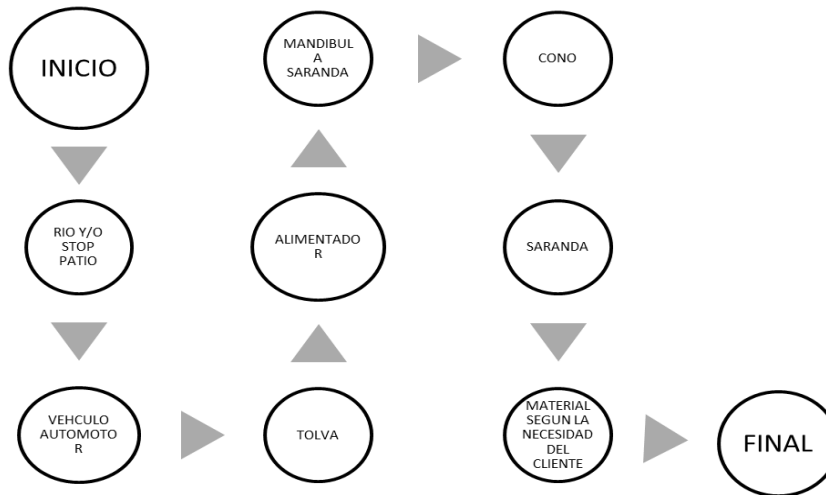 INICIO
RIO Y/O
STOP
PATIO
VEHCULO
AUTOMOTO
R
TOLVA
ALIMENTADO
R
MANDIBUL
A
SARANDA
CONO
SARANDA
MATERIAL
SEGUN LA
NECESIDAD
DEL
CLIENTE
FINAL